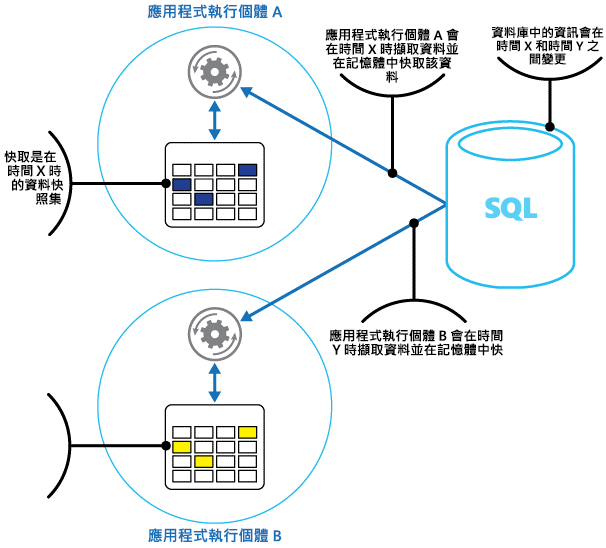 應用程式執行個體 A
應用程式執行個體 A 會
在時間 X 時擷取資料並
在記憶體中快取該資
料
資料庫中的資訊會在
時間 X 和時間 Y 之
間變更
快取是在
時間 X 時
的資料快
照集
SQL
應用程式執行個體 B 會在時間
Y 時擷取資料並在記憶體中快
應用程式執行個體 B